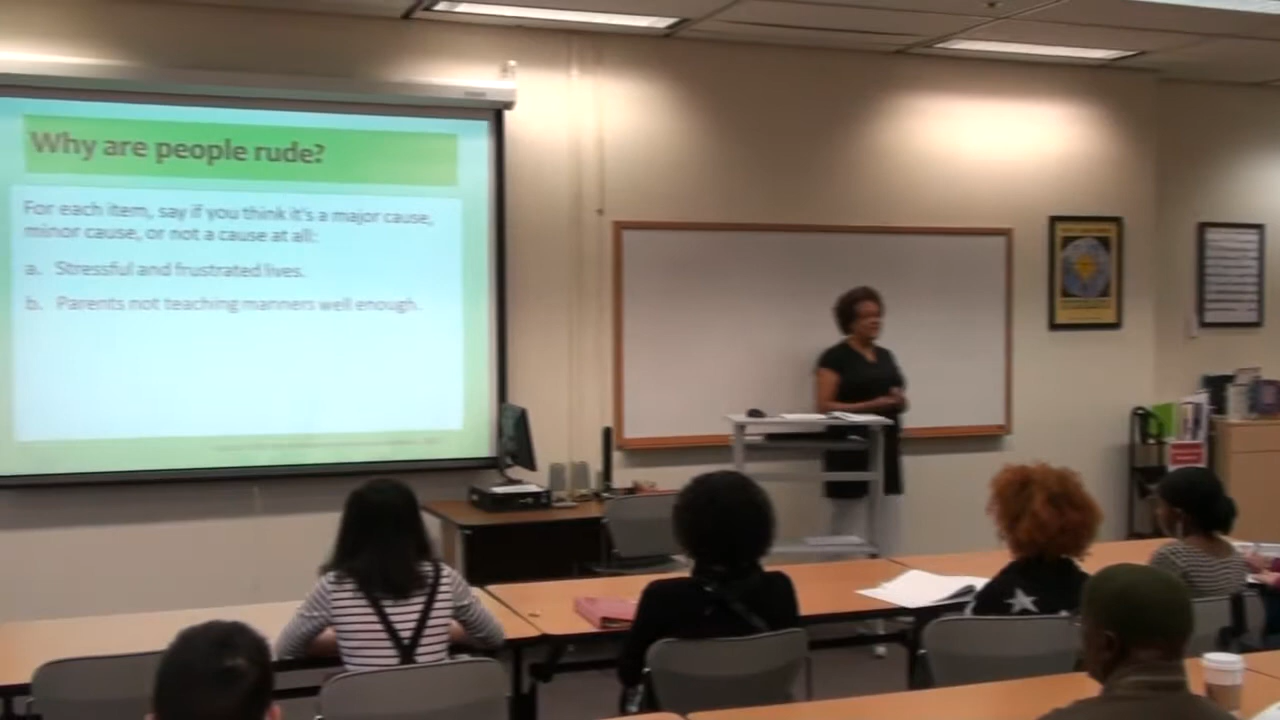 Why are people rude?
For each item, say if you think it's a major cause,
minor cause, or not a cause at all:
a. Stressful and frustrated lives.
b. Parents not teaching manners well enough.